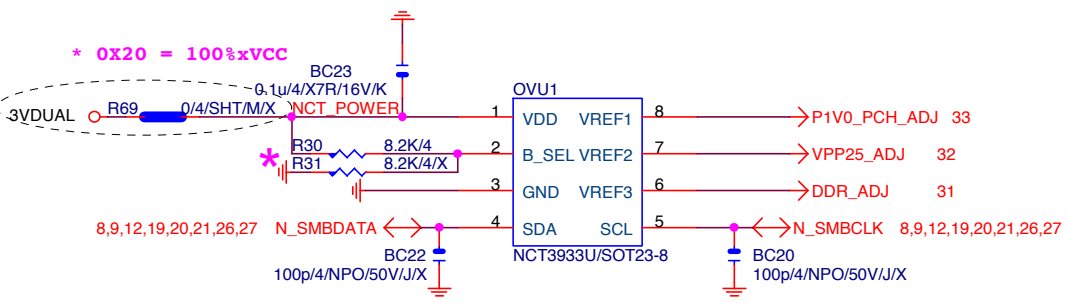 * 0X20 = 100%xVCC
BC23
0.1u/4/X7R/16V/K
3VDUAL
R69
0/4/SHT/M/X
NCT_POWER
OVU1
1
VDD
VREF1
8
P1V0_PCH_ADJ 33
*
R30
8.2K/4
2
B_SEL
VREF2
7
VPP25_ADJ 32
R31
8.2K/4/X
3
GND
VREF3
6
DDR_ADJ 31
8,9,12,19,20,21,26,27
N_SMBDATA
4
SDA
SCL
5
N_SMBCLK
8,9,12,19,20,21,26,27
BC22
100p/4/NPO/50V/J/X
NCT3933U/SOT23-8
BC20
100p/4/NPO/50V/J/X